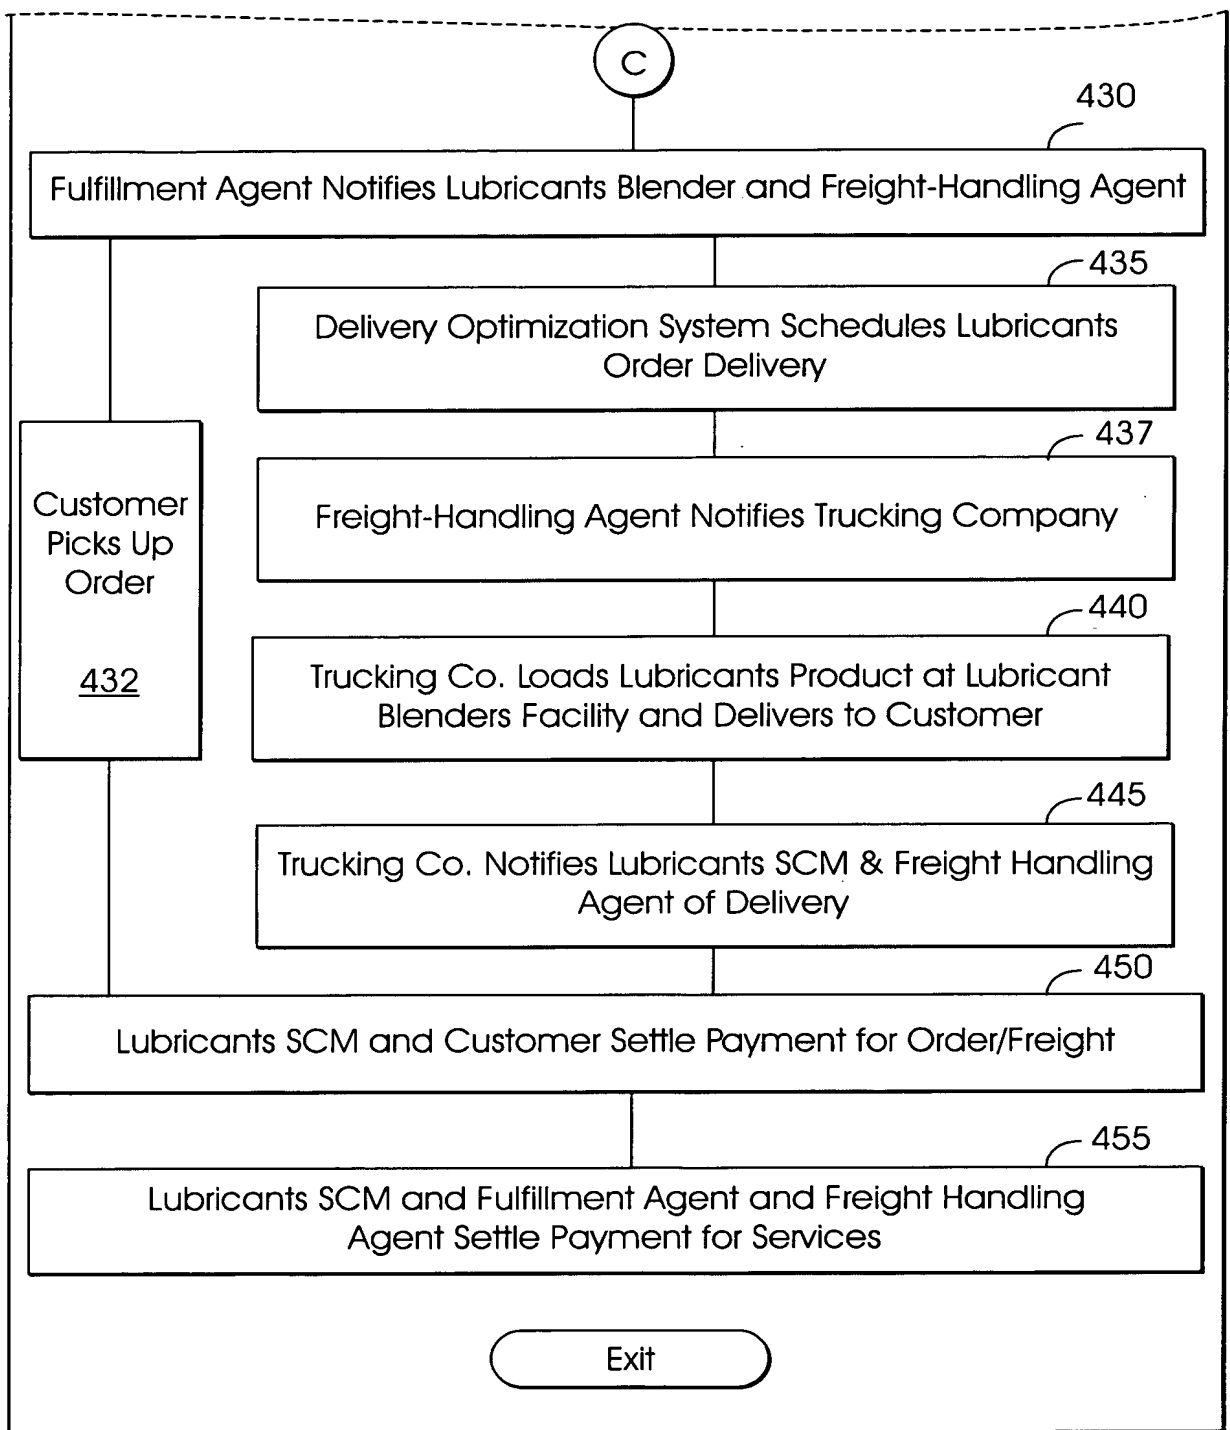 C
430
Fulfillment Agent Notifies Lubricants Blender and Freight-Handling Agent
435
Delivery Optimization System Schedules Lubricants
Order Delivery
437
Freight-Handling Agent Notifies Trucking Company
Customer
Picks Up
Order
432
440
Trucking Co. Loads Lubricants Product at Lubricant
Blenders Facility and Delivers to Customer
445
Trucking Co. Notifies Lubricants SCM & Freight Handling
Agent of Delivery
450
Lubricants SCM and Customer Settle Payment for Order/Freight
455
Lubricants SCM and Fulfillment Agent and Freight Handling
Agent Settle Payment for Services
Exit